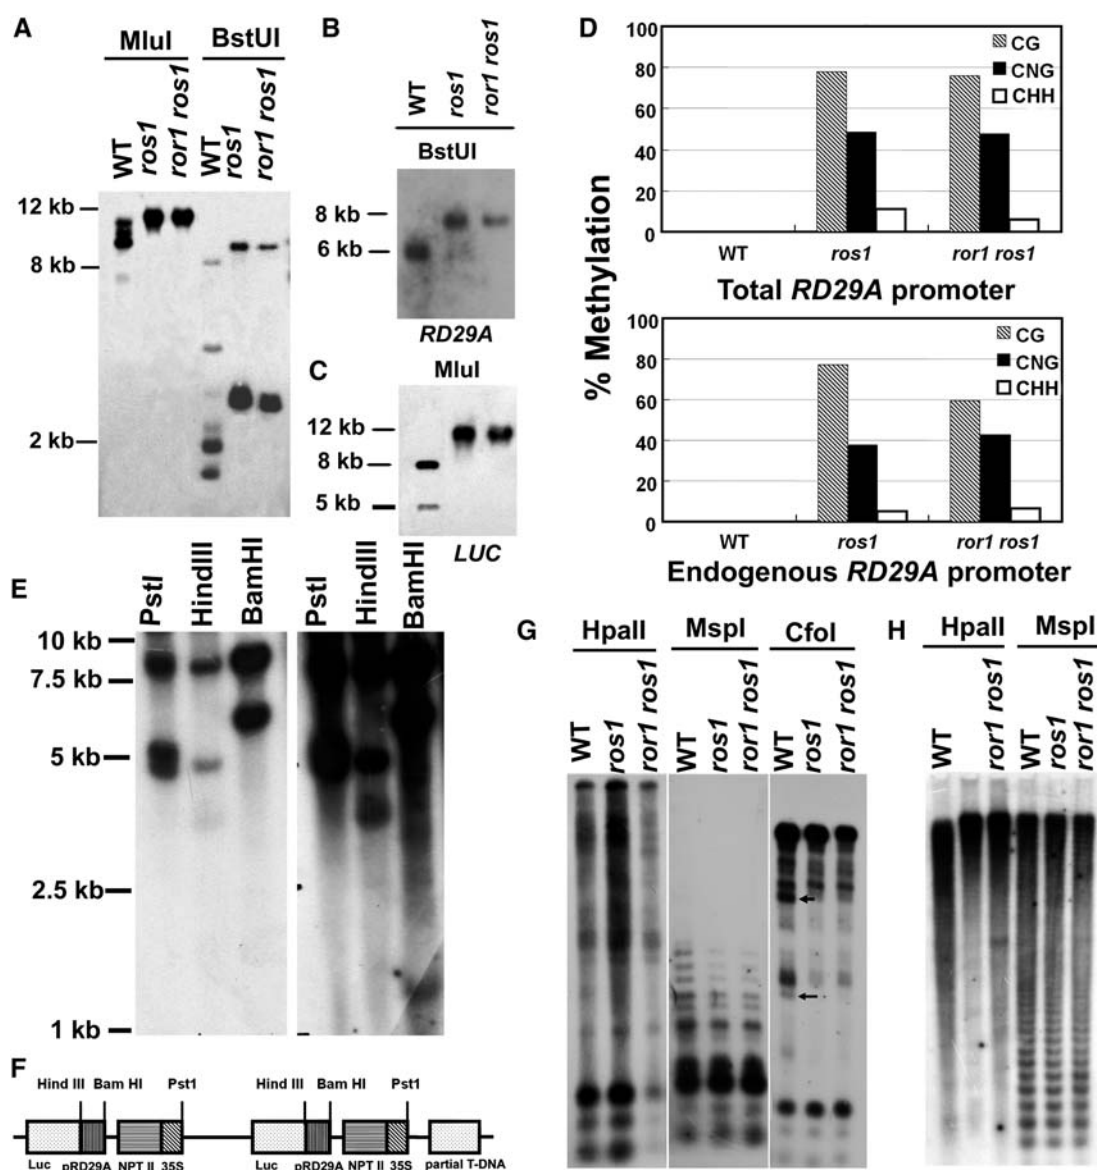 A
MluI BstUI
WT ros1 ror1 ros1 WT ros1 ror1 ros1
12 kb
8 kb
2 kb
B
WT ros1 ror1 ros1
BstUI
8 kb
6 kb
RD29A
C
MluI
12 kb
8 kb
5 kb
LUC
D
% Methylation
100
80
60
40
20
0
CG
CNG
CHH
WT ros1 ror1 ros1
Total RD29A promoter
100
80
60
40
20
0
CG
CNG
CHH
WT ros1 ror1 ros1
Endogenous RD29A promoter
E
PstI HindIII BamHI PstI HindIII BamHI
10 kb
7.5 kb
5 kb
2.5 kb
1 kb
F
Hind III Bam HI Pst1 Hind III Bam HI Pst1
Luc pRD29A NPT II 35S Luc pRD29A NPT II 35S partial T-DNA
G
HpaII MspI CfoI
WT ros1 ror1 ros1 WT ros1 ror1 ros1 WT ros1 ror1 ros1
H
HpaII MspI
WT ros1 ror1 ros1 WT ros1 ror1 ros1